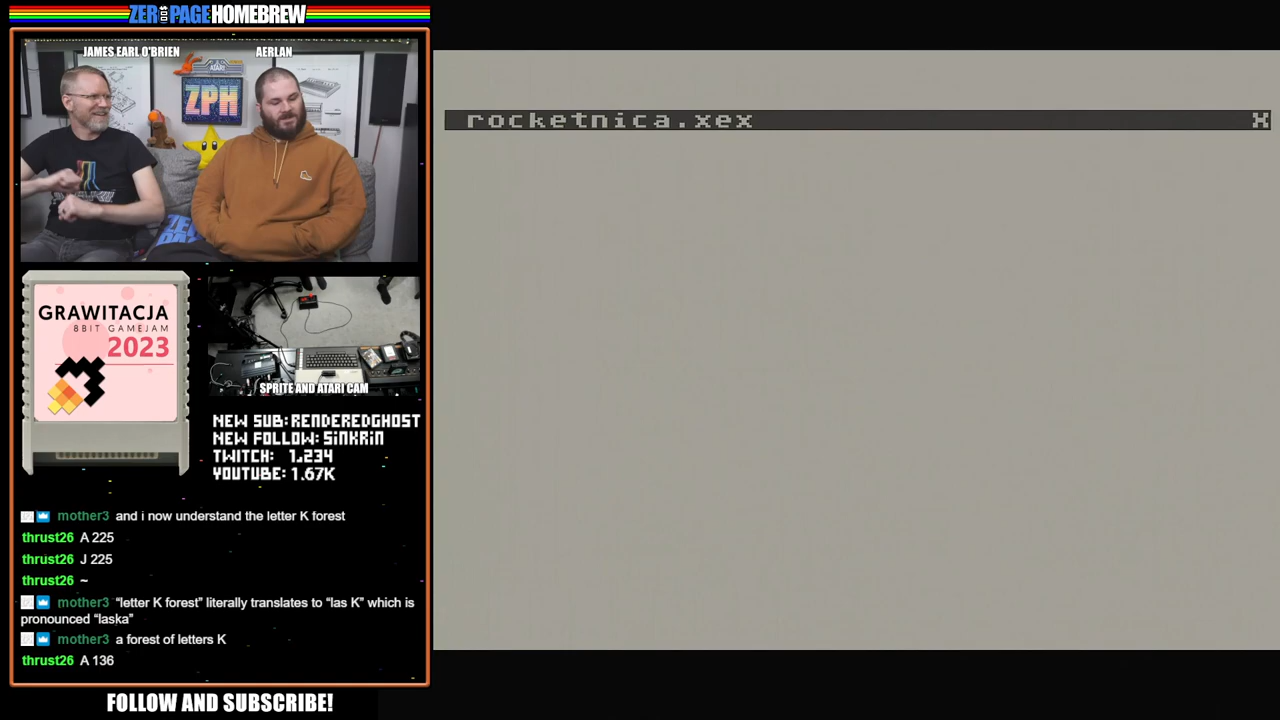 ZEROPAGE HOMEBREW
JAMES EARL O'BRIEN
AERLAN
ZPH
rocketnica.xex X
GRAWITACJA
8BIT GAMEJAM
2023
SPRITE AND ATARI CAM
NEW SUB: RENDEREDGHOST
NEW FOLLOW: SINKRIN
TWITCH: 1,234
YOUTUBE: 1.67K
mother3 and i now understand the letter K forest
thrust26 A 225
thrust26 J 225
thrust26 ~
mother3 “letter K forest” literally translates to “las K” which is
pronounced “laska”
mother3 a forest of letters K
thrust26 A 136
FOLLOW AND SUBSCRIBE!